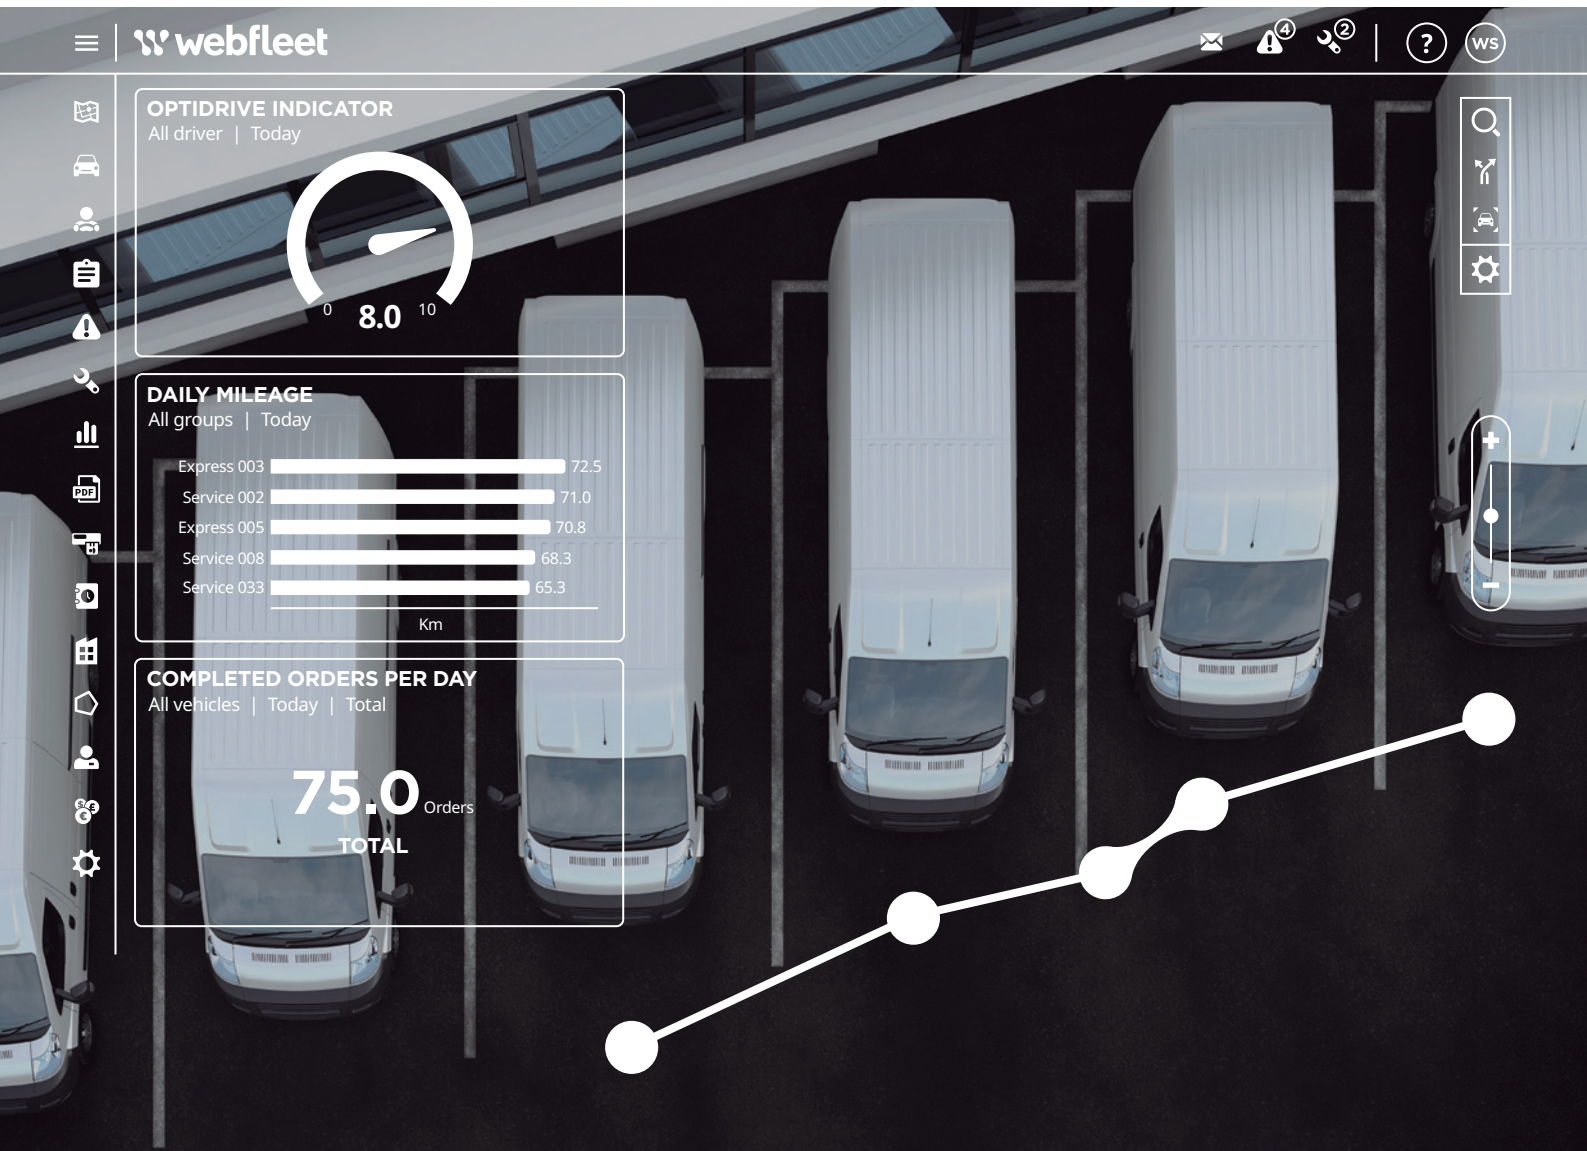 webfleet
4
2
?
WS
OPTIDRIVE INDICATOR
All driver | Today
0
8.0
10
DAILY MILEAGE
All groups | Today
Express 003 72.5
Service 002 71.0
Express 005 70.8
Service 008 68.3
Service 033 65.3
Km
PDF
COMPLETED ORDERS PER DAY
All vehicles | Today | Total
75.0 Orders
TOTAL